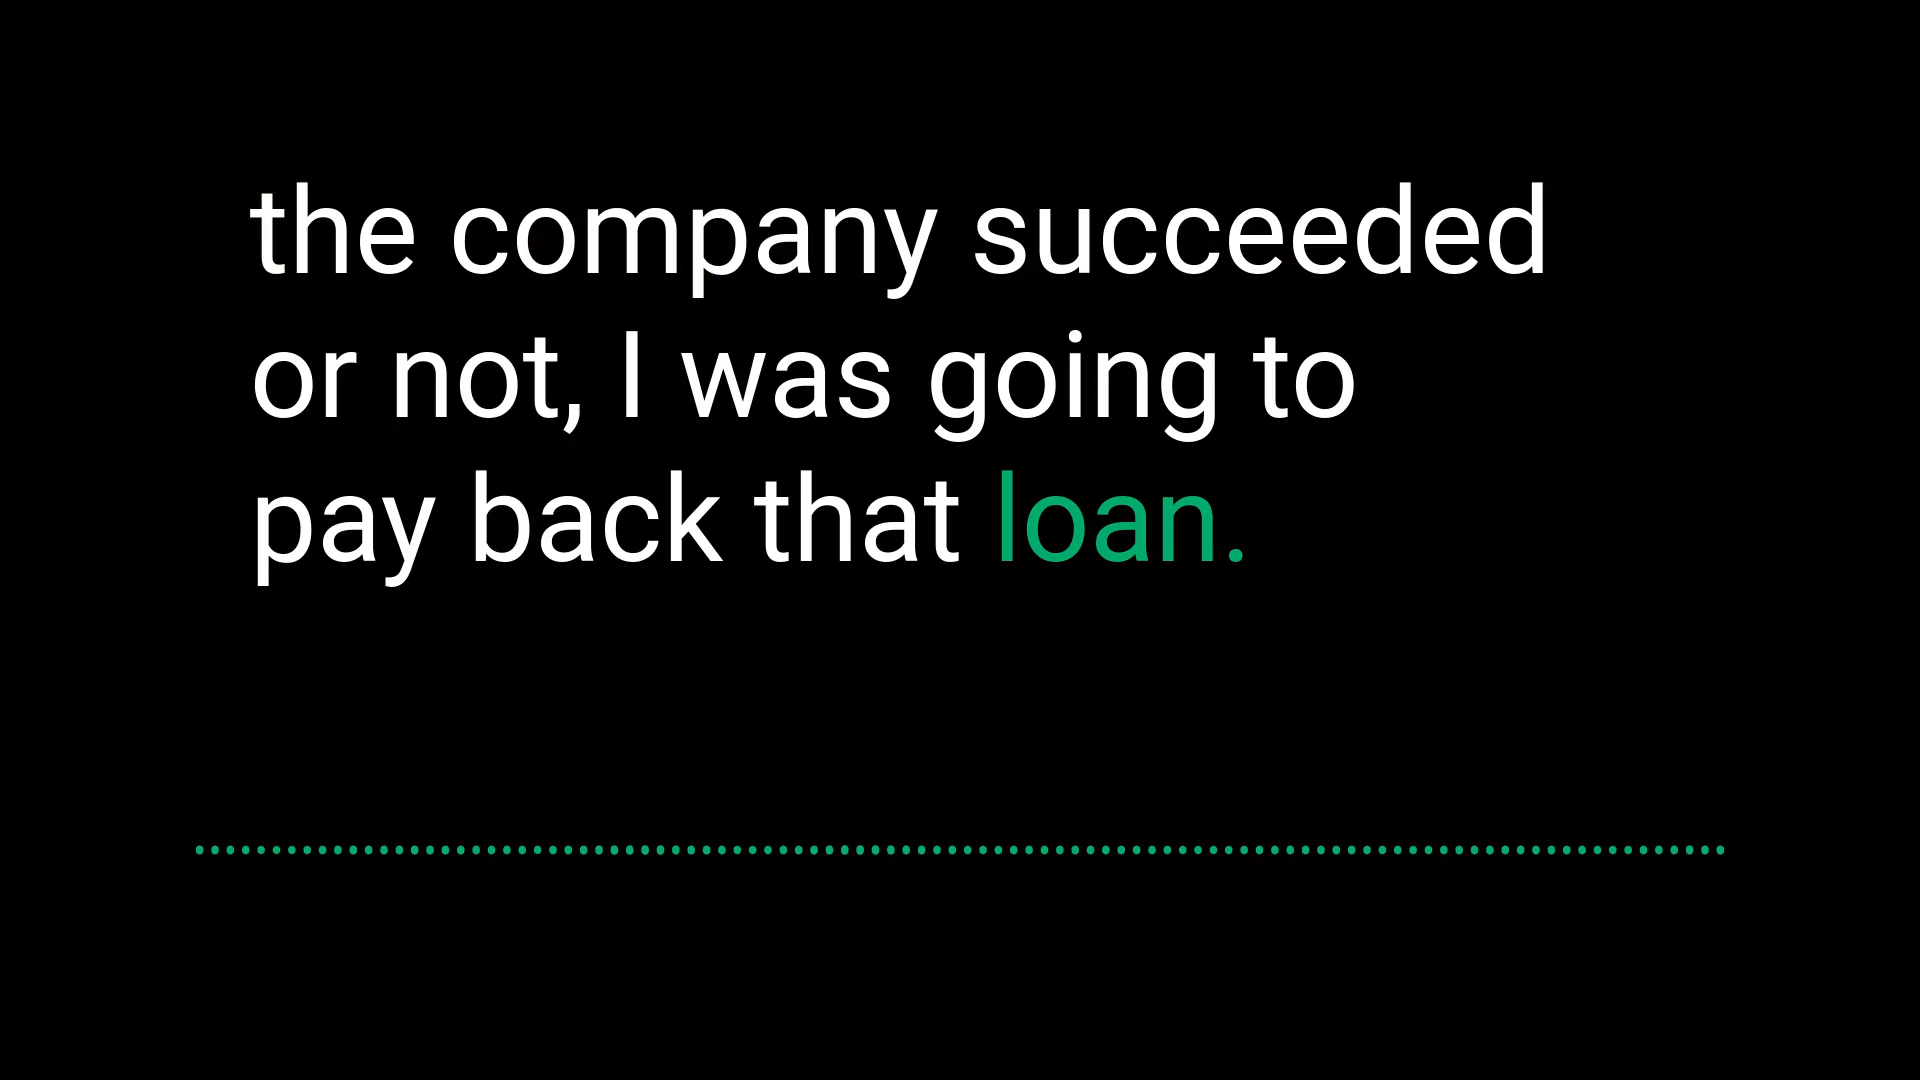 the company succeeded
or not, I was going to
pay back that loan.